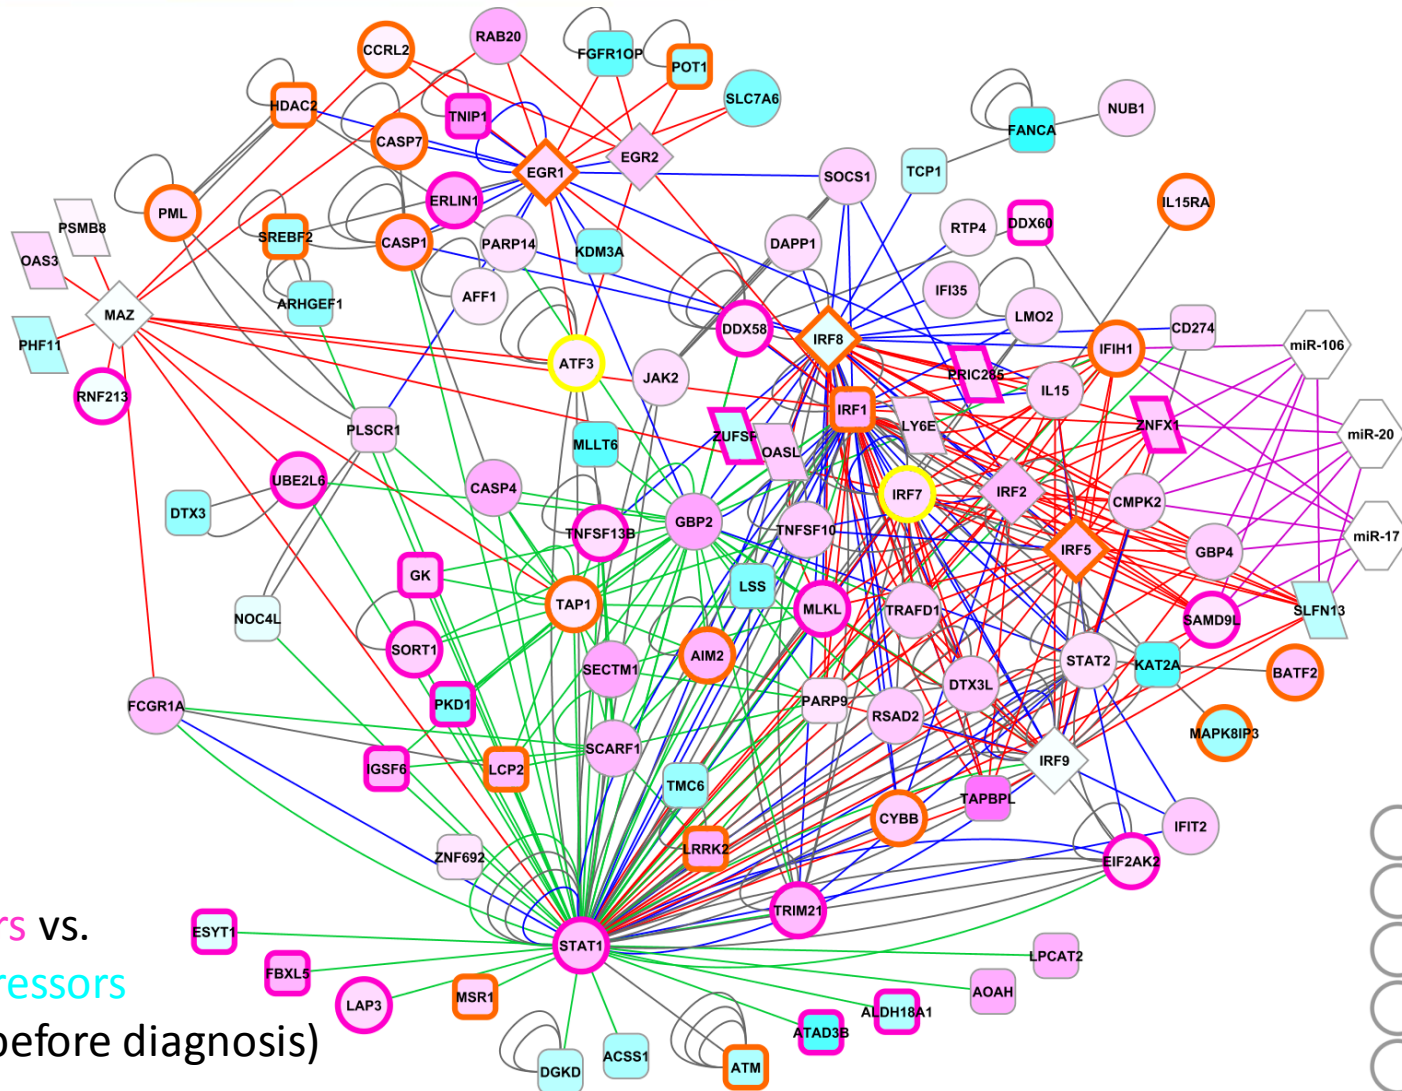 CCRL2
RAB20
FGFR1OP
POT1
SLC7A6
HDAC2
TNIP1
CASP7
EGR1
EGR2
FANCA
NUB1
TCP1
SOCS1
PML
ERLIN1
PSMB8
OAS3
SREBF2
CASP1
PARP14
KDM3A
DAPP1
RTP4
DDX60
IL15RA
ARHGEF1
AFF1
IFI35
LMO2
MAZ
PHF11
DDX58
IRF8
CD274
IFIH1
miR-106
ATF3
JAK2
PRIC285
IL15
RNF213
PLSCR1
MLLT6
ZUFSP
OASL
IRF1
LY6E
ZNFX1
miR-20
UBE2L6
CASP4
IRF7
IRF2
CMPK2
DTX3
TNFSF13B
GBP2
TNFSF10
IRF5
GBP4
miR-17
GK
TAP1
LSS
MLKL
TRAFD1
SAMD9L
SLFN13
NOC4L
SORT1
SECTM1
AIM2
STAT2
KAT2A
BATF2
FCGR1A
PKD1
PARP9
RSAD2
DTX3L
MAPK8IP3
IGSF6
LCP2
SCARF1
TMC6
IRF9
TAPBPL
CYBB
IFIT2
ZNF692
LRRK2
EIF2AK2
TRIM21
rs vs.
ESYT1
STAT1
LPCAT2
FBXL5
ressors
LAP3
MSR1
AOAH
ALDH18A1
ATAD3B
before diagnosis)
DGKD
ACSS1
ATM